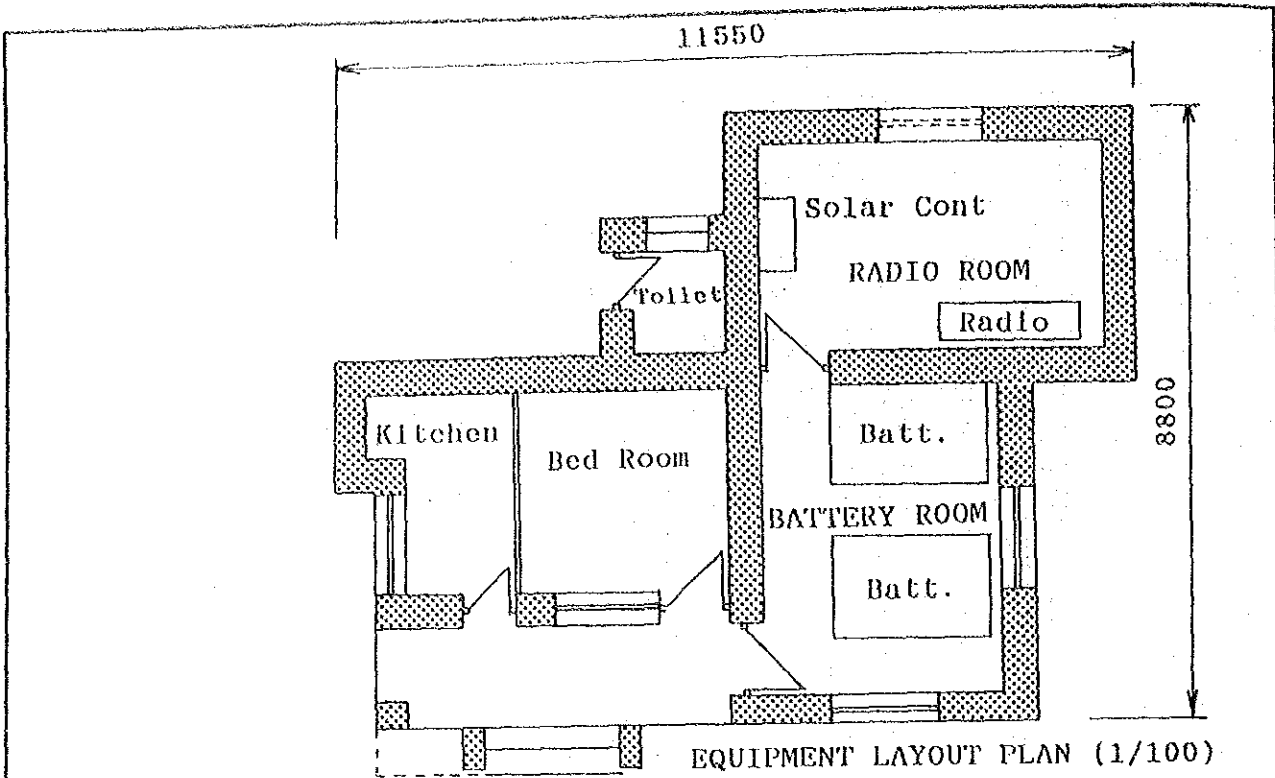 11550
Solar Cont
RADIO ROOM
Toilet
Radio
Kitchen
Bed Room
Batt.
8800
BATTERY ROOM
Batt.
EQUIPMENT LAYOUT PLAN (1/100)